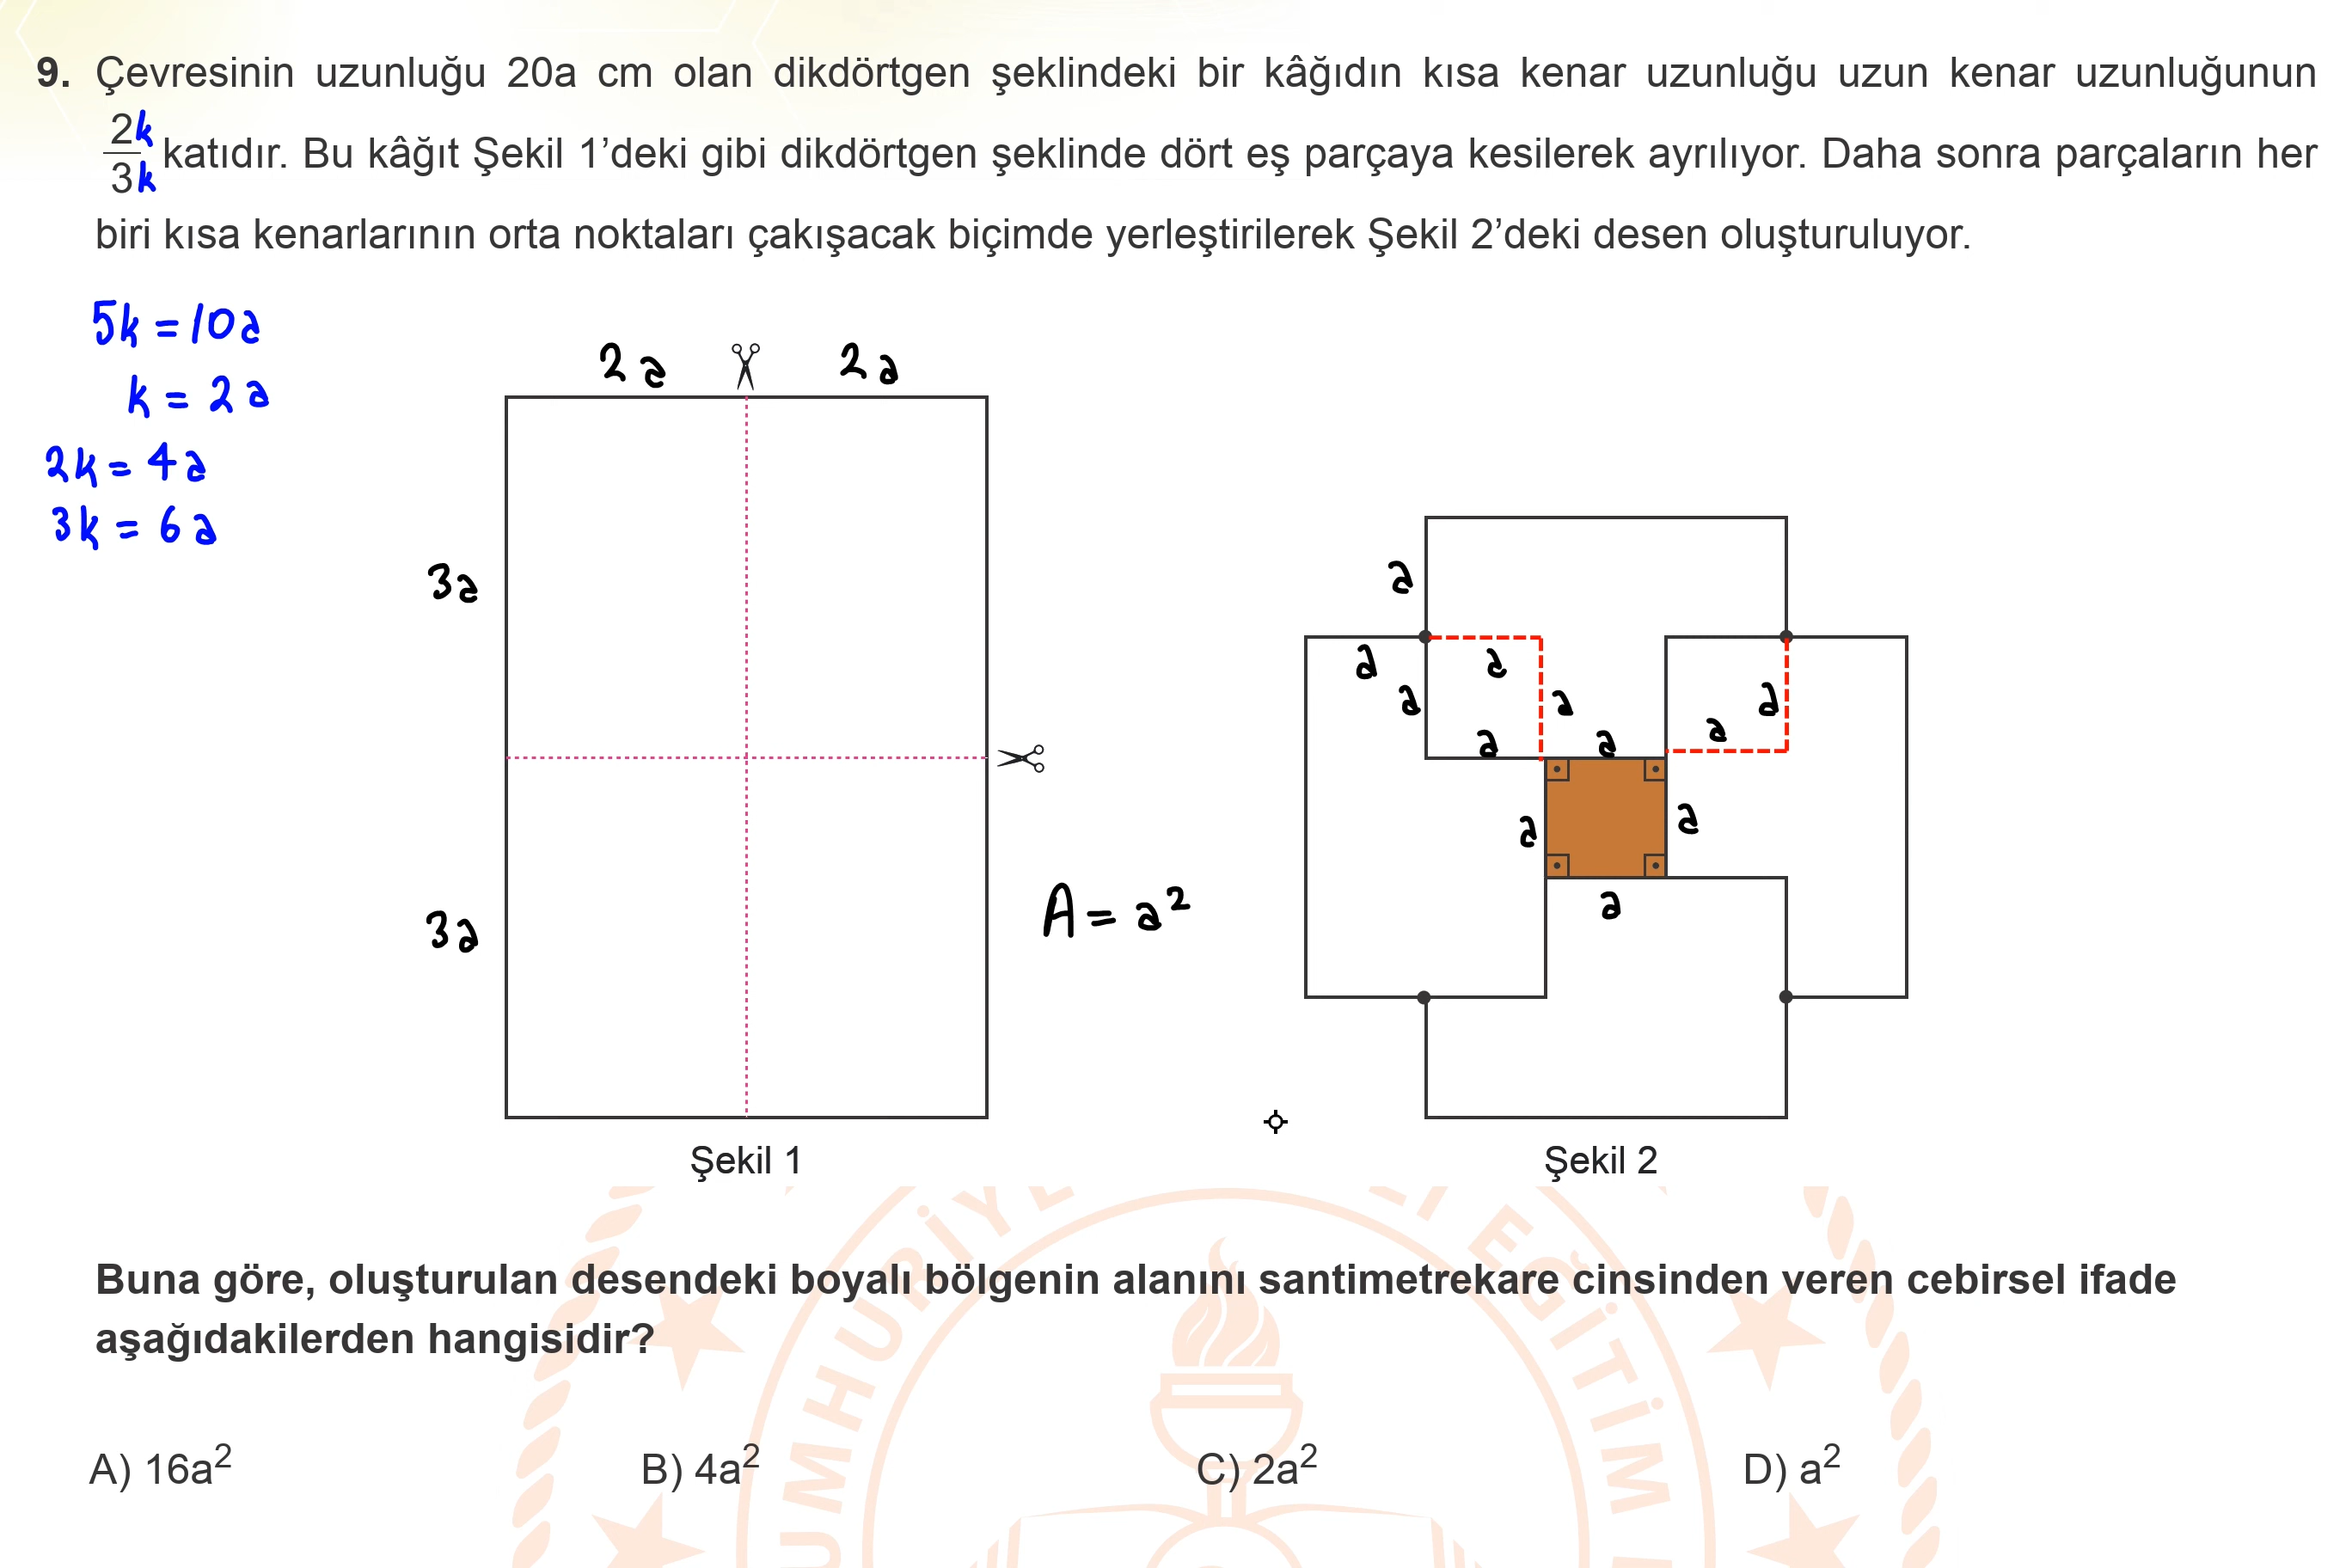 9. Çevresinin uzunluğu 20a cm olan dikdörtgen şeklindeki bir kâğıdın kısa kenar uzunluğu uzun kenar uzunluğunun
2k/3k katıdır. Bu kâğıt Şekil 1’deki gibi dikdörtgen şeklinde dört eş parçaya kesilerek ayrılıyor. Daha sonra parçaların her
biri kısa kenarlarının orta noktaları çakışacak biçimde yerleştirilerek Şekil 2’deki desen oluşturuluyor.
5k = 10a
k = 2a
2k = 4a
3k = 6a
2a 2a
3a
3a
Şekil 1
A = a²
a
a a
a a a
a a a
a a
a
Şekil 2
Buna göre, oluşturulan desendeki boyalı bölgenin alanını santimetrekare cinsinden veren cebirsel ifade
aşağıdakilerden hangisidir?
A) 16a² B) 4a² C) 2a² D) a²
UMHURİYE
EĞİTİM